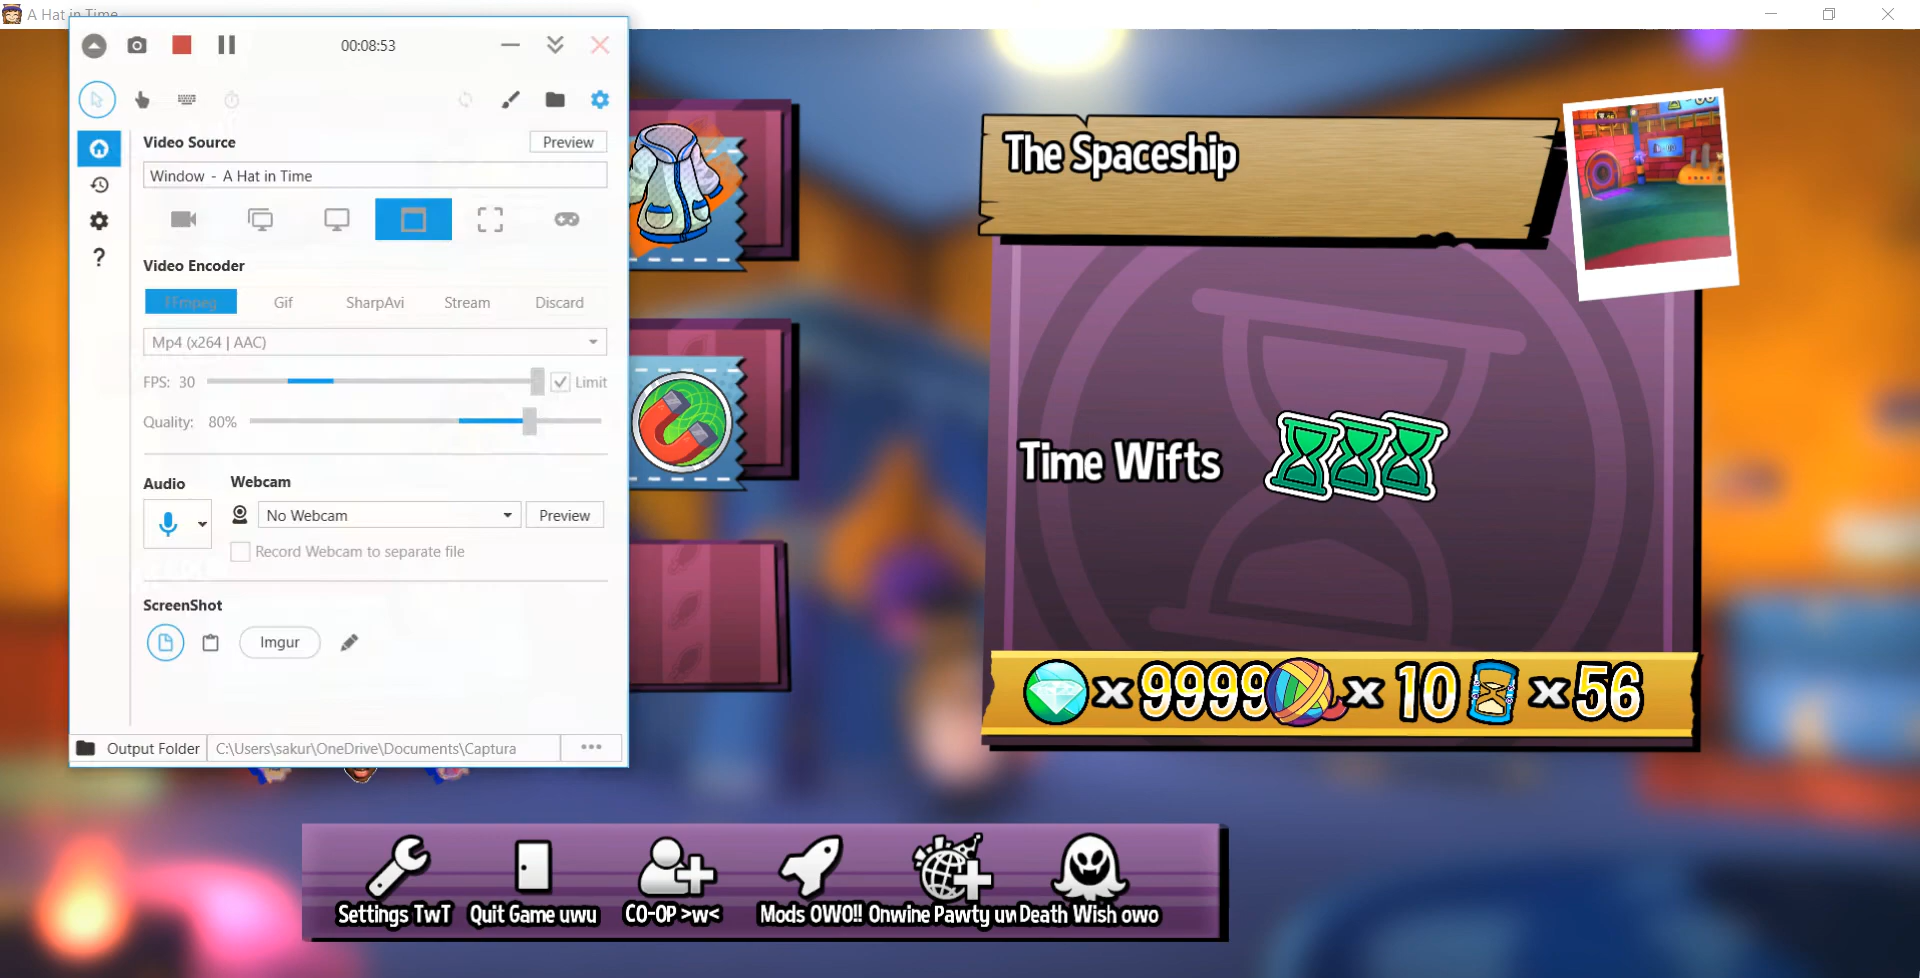 A Hat in Time
00:08:53
Video Source
Preview
Window - A Hat in Time
Video Encoder
FFmpeg
Gif
SharpAvi
Stream
Discard
Mp4 (x264 | AAC)
FPS: 30
Limit
Quality: 80%
Audio
Webcam
No Webcam
Preview
Record Webcam to separate file
ScreenShot
Imgur
?
Output Folder
C:\Users\sakur\OneDrive\Documents\Captura
...
The Spaceship
Time Wifts
x 9999 x 10 x 56
Settings TwT
Quit Game uwu
CO-OP >w<
Mods OWO!!
Onwine Pawty uw
Death Wish owo